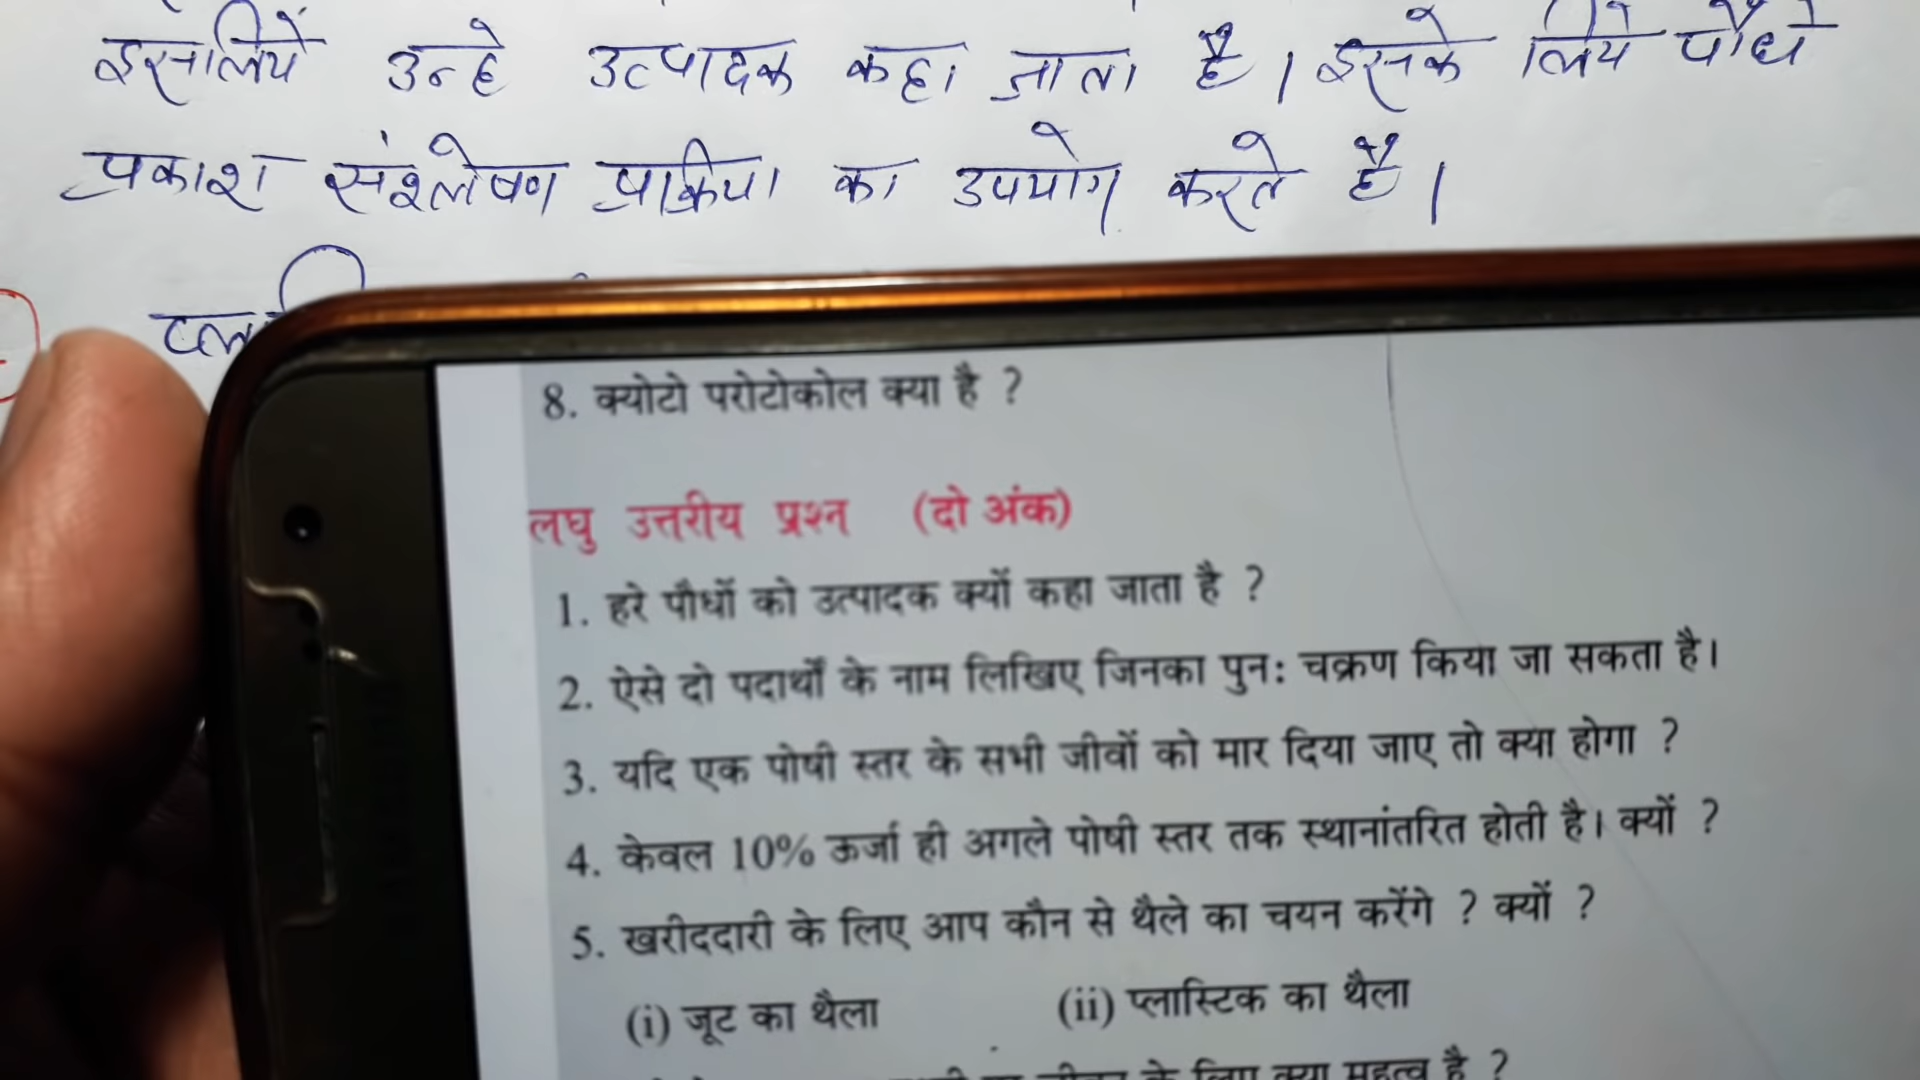 इसलिये उन्हे उत्पादक कहा जाता है। इसके लिये पौधे
प्रकाश संश्लेषण प्रक्रिया का उपयोग करते है।
8. क्योटो परोटोकोल क्या है ?
लघु उत्तरीय प्रश्न (दो अंक)
1. हरे पौधों को उत्पादक क्यों कहा जाता है ?
2. ऐसे दो पदार्थों के नाम लिखिए जिनका पुनः चक्रण किया जा सकता है।
3. यदि एक पोषी स्तर के सभी जीवों को मार दिया जाए तो क्या होगा ?
4. केवल 10% ऊर्जा ही अगले पोषी स्तर तक स्थानांतरित होती है। क्यों ?
5. खरीददारी के लिए आप कौन से थैले का चयन करेंगे ? क्यों ?
(i) जूट का थैला (ii) प्लास्टिक का थैला
के लिए क्या महत्व है ?